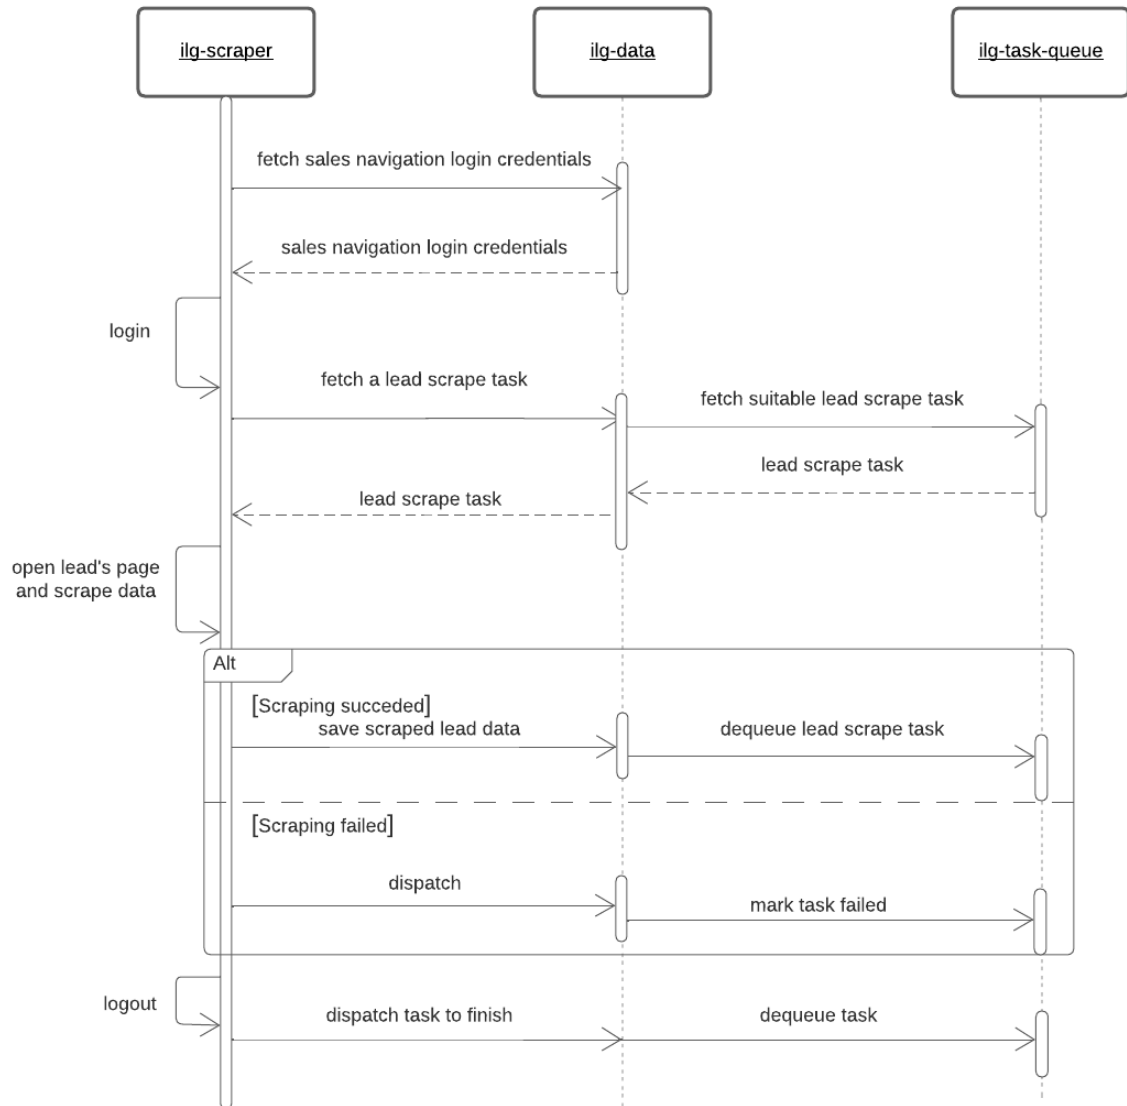 ilg-scraper
ilg-data
ilg-task-queue
fetch sales navigation login credentials
sales navigation login credentials
login
fetch a lead scrape task
fetch suitable lead scrape task
lead scrape task
lead scrape task
open lead's page
and scrape data
Alt
[Scraping succeded]
save scraped lead data
dequeue lead scrape task
[Scraping failed]
dispatch
mark task failed
logout
dispatch task to finish
dequeue task